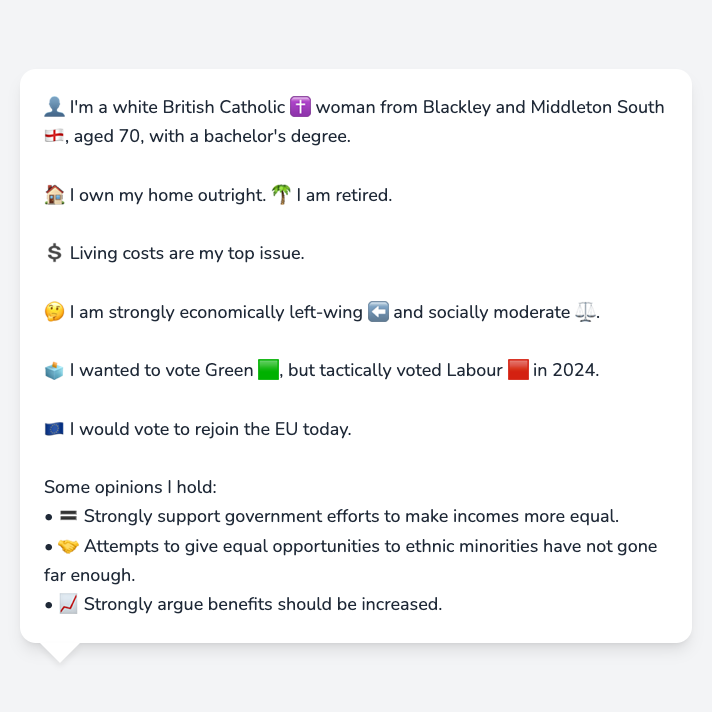 👤 I'm a white British Catholic ✝️ woman from Blackley and Middleton South
🏴󠁧󠁢󠁥󠁮󠁧󠁿, aged 70, with a bachelor's degree.
🏠 I own my home outright. 🌴 I am retired.
💲 Living costs are my top issue.
🤔 I am strongly economically left-wing ⬅️ and socially moderate ⚖️.
🗳️ I wanted to vote Green 🟩, but tactically voted Labour 🟥 in 2024.
🇪🇺 I would vote to rejoin the EU today.
Some opinions I hold:
• 🟰 Strongly support government efforts to make incomes more equal.
• 🤝 Attempts to give equal opportunities to ethnic minorities have not gone
far enough.
• 📈 Strongly argue benefits should be increased.